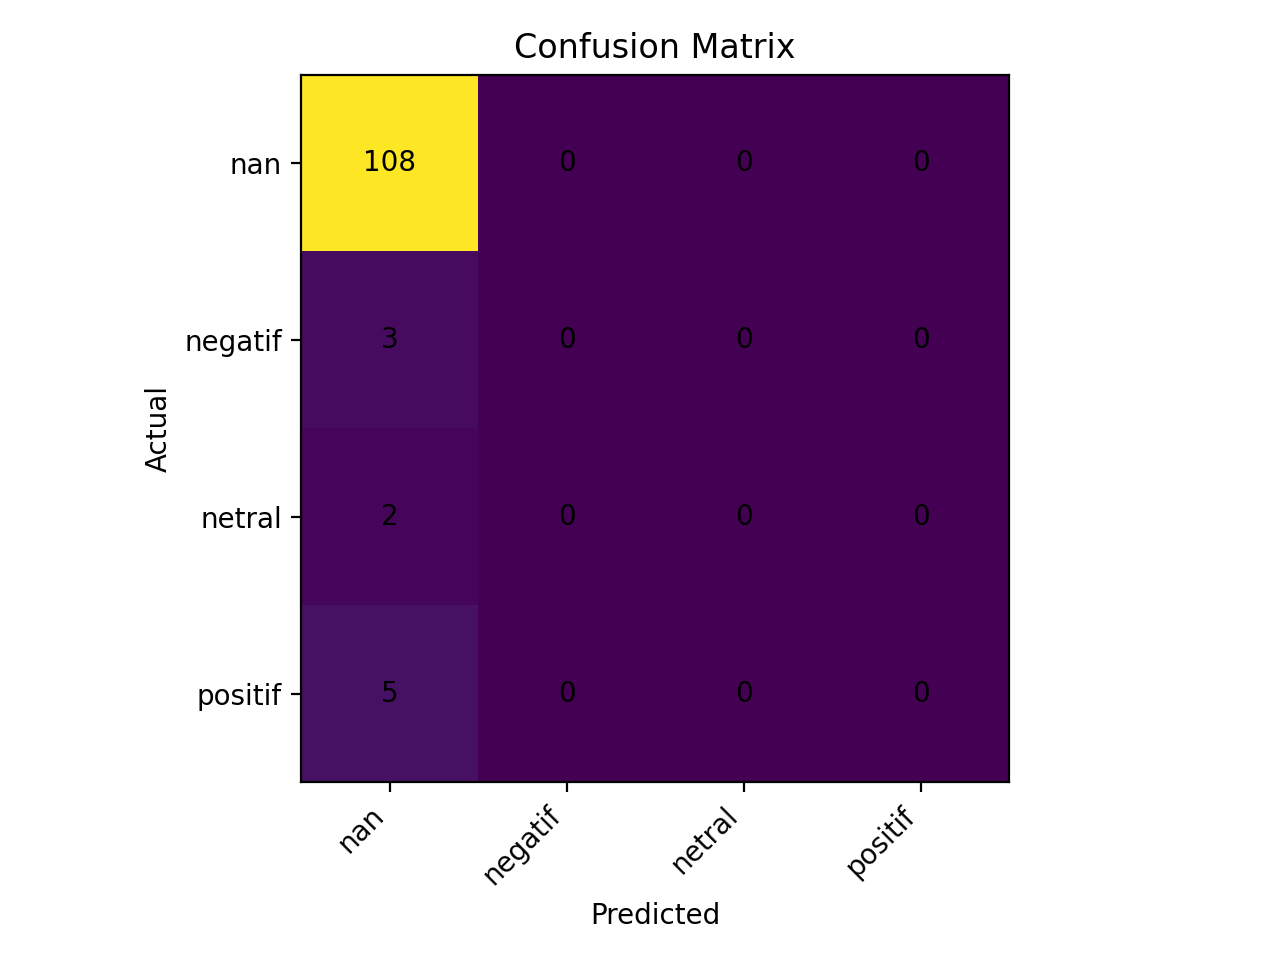 Confusion Matrix
nan 108 0 0 0
negatif 3 0 0 0
Actual
netral 2 0 0 0
positif 5 0 0 0
nan negatif netral positif
Predicted